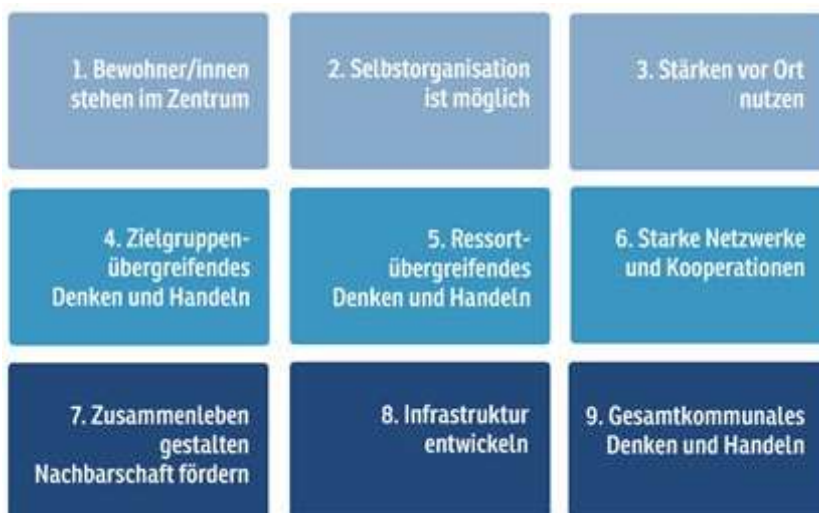 1. Bewohner/innen
stehen im Zentrum
2. Selbstorganisation
ist möglich
3. Stärken vor Ort
nutzen
4. Zielgruppen-
übergreifendes
Denken und Handeln
5. Ressort-
übergreifendes
Denken und Handeln
6. Starke Netzwerke
und Kooperationen
7. Zusammenleben
gestalten
Nachbarschaft fördern
8. Infrastruktur
entwickeln
9. Gesamtkommunales
Denken und Handeln